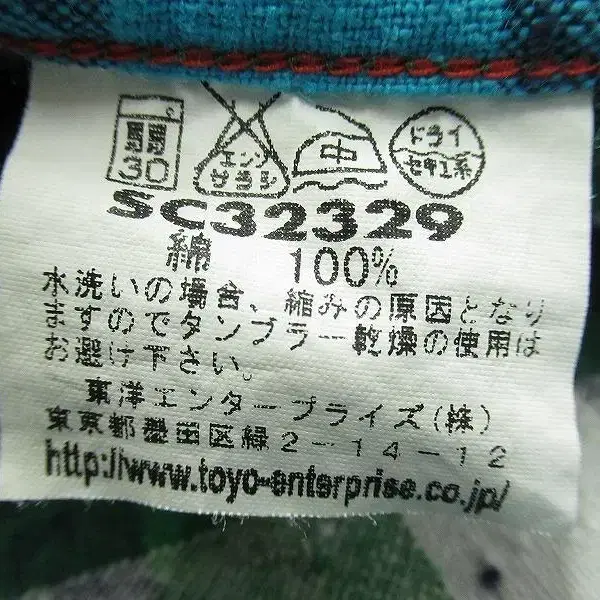 弱
30
エンソ
サラシ
中
ドライ
セキユ系
SC32329
綿 100%
水洗いの場合、縮みの原因となり
ますのでタンブラー乾燥の使用は
お避け下さい。
東洋エンタープライズ(株)
東京都墨田区緑2-14-12
http://www.toyo-enterprise.co.jp/